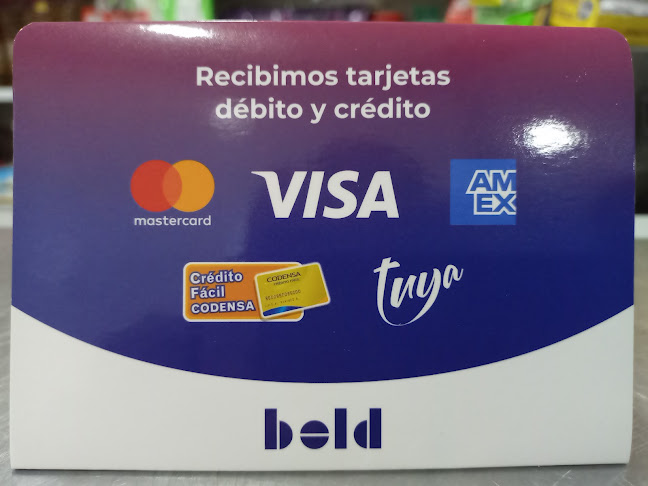 Recibimos tarjetas
débito y crédito
mastercard
VISA
AM
EX
Crédito
Fácil
CODENSA
CODENSA
tuya
bold